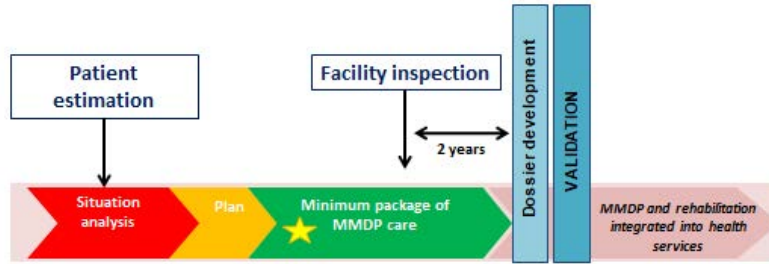 Patient
estimation
Facility inspection
2 years
Dossier development
VALIDATION
Situation
analysis
Plan
Minimum package of
MMDP care
MMDP and rehabilitation
integrated into health
services